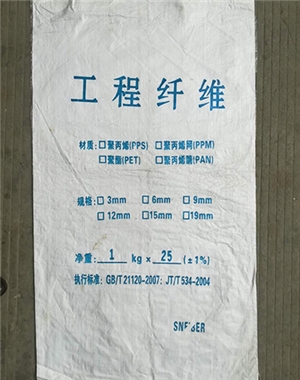 工程纤维
材质:□聚丙烯(PPS) □聚丙烯网(PPM)
□聚酯(PET) □聚丙烯腈(PAN)
规格:□3mm □6mm □9mm
□12mm □15mm □19mm
净重: 1 kg × 25 (±1%)
执行标准: GB/T 21120-2007; JT/T 534-2004